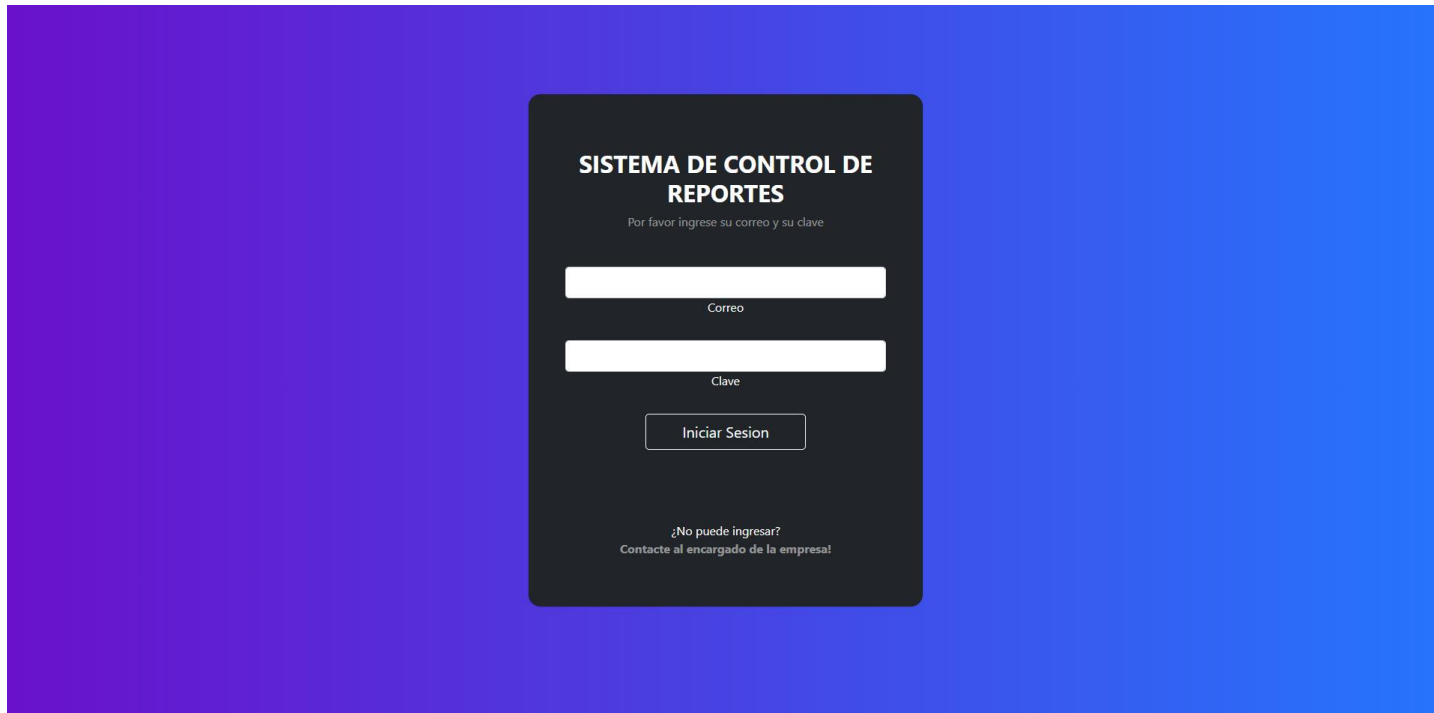 SISTEMA DE CONTROL DE
REPORTES
Por favor ingrese su correo y su clave
Correo
Clave
Iniciar Sesion
¿No puede ingresar?
Contacte al encargado de la empresa!